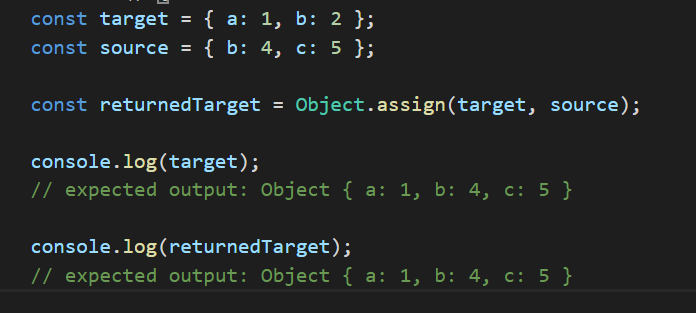 const target = { a: 1, b: 2 };
const source = { b: 4, c: 5 };
const returnedTarget = Object.assign(target, source);
console.log(target);
// expected output: Object { a: 1, b: 4, c: 5 }
console.log(returnedTarget);
// expected output: Object { a: 1, b: 4, c: 5 }